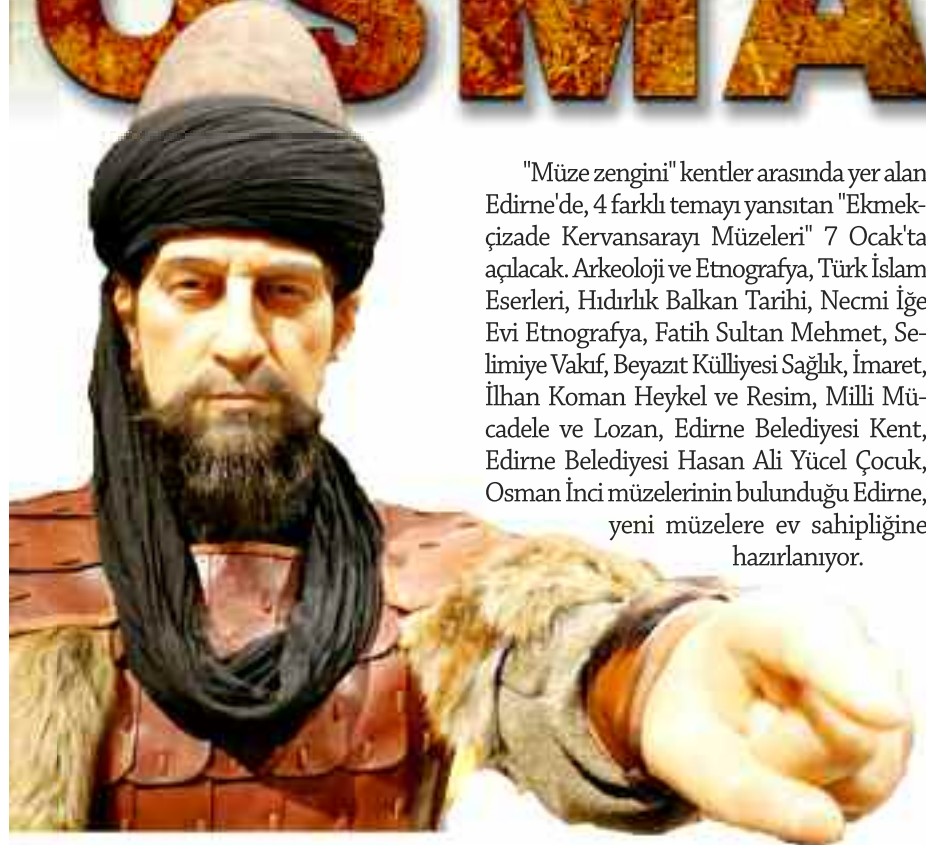 OSMA
"Müze zengini" kentler arasında yer alan
Edirne'de, 4 farklı temayı yansıtan "Ekmek-
çizade Kervansarayı Müzeleri" 7 Ocak'ta
açılacak. Arkeoloji ve Etnografya, Türk İslam
Eserleri, Hıdırlık Balkan Tarihi, Necmi İğe
Evi Etnografya, Fatih Sultan Mehmet, Se-
limiye Vakıf, Beyazıt Külliyesi Sağlık, İmaret,
İlhan Koman Heykel ve Resim, Milli Mü-
cadele ve Lozan, Edirne Belediyesi Kent,
Edirne Belediyesi Hasan Ali Yücel Çocuk,
Osman İnci müzelerinin bulunduğu Edirne,
yeni müzelere ev sahipliğine
hazırlanıyor.